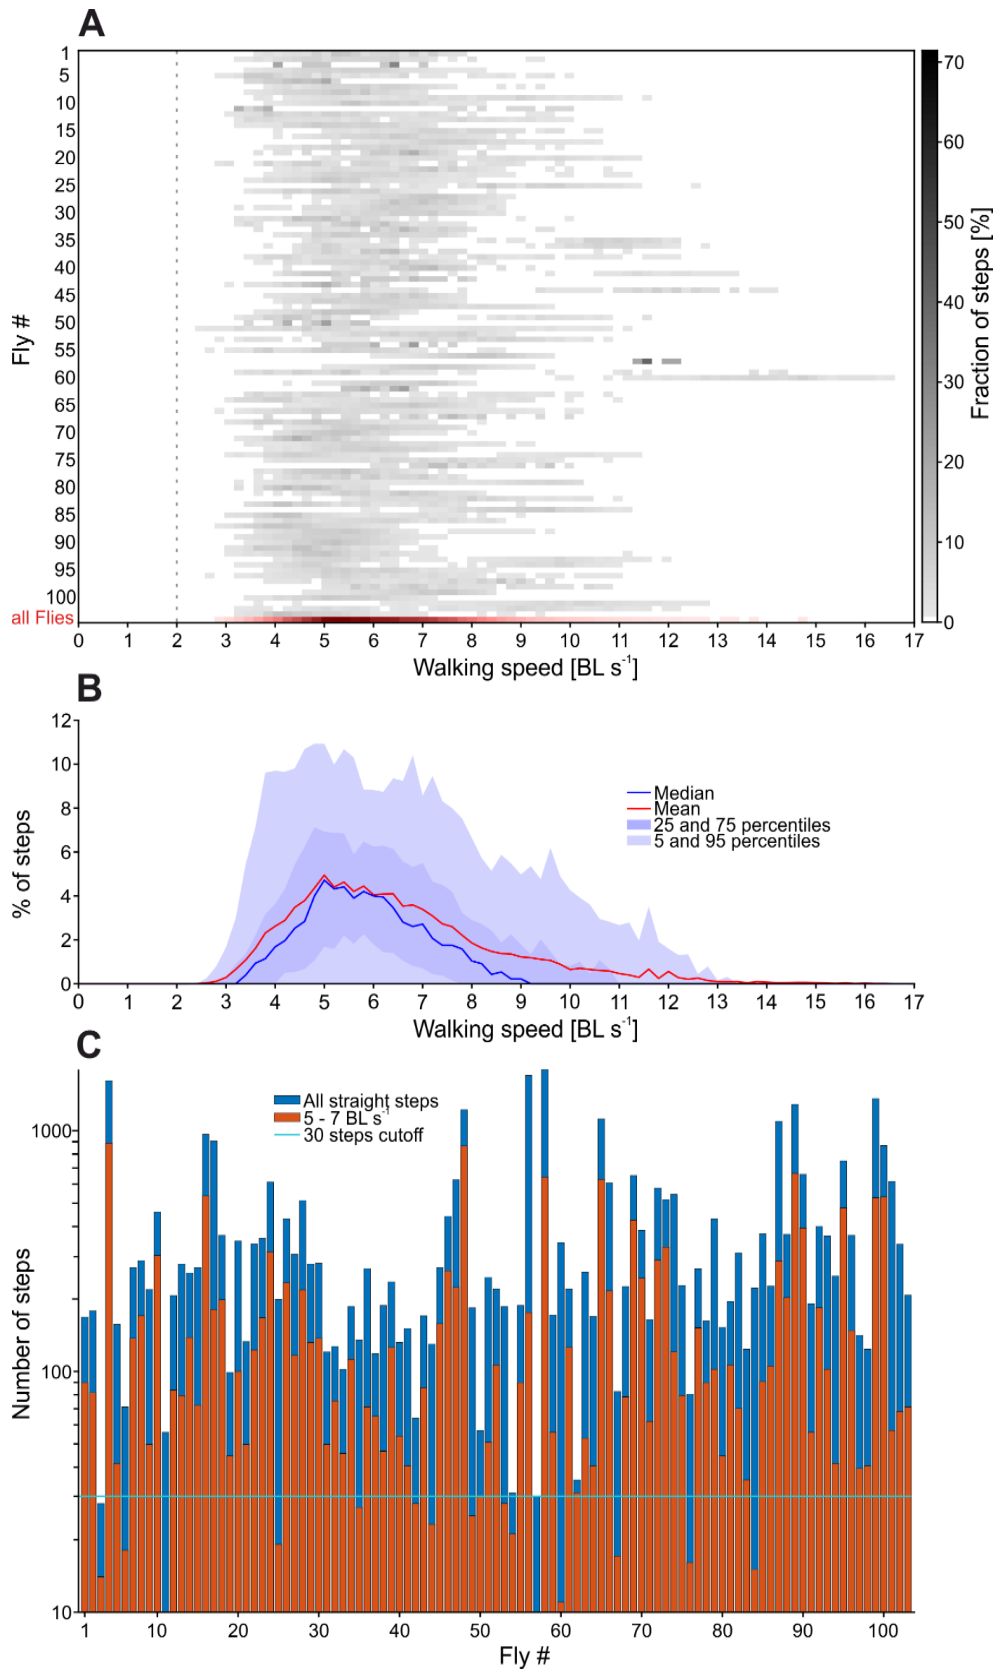 A
1
5
10
15
20
25
30
35
40
45
50
55
60
65
70
75
80
85
90
95
100
all Flies
Fly #
0 1 2 3 4 5 6 7 8 9 10 11 12 13 14 15 16 17
Walking speed [BL s⁻¹]
70
60
50
40
30
20
10
0
Fraction of steps [%]
B
12
10
8
6
4
2
0
% of steps
Median
Mean
25 and 75 percentiles
5 and 95 percentiles
0 1 2 3 4 5 6 7 8 9 10 11 12 13 14 15 16 17
Walking speed [BL s⁻¹]
C
All straight steps
5 - 7 BL s⁻¹
30 steps cutoff
1000
100
10
Number of steps
1 10 20 30 40 50 60 70 80 90 100
Fly #